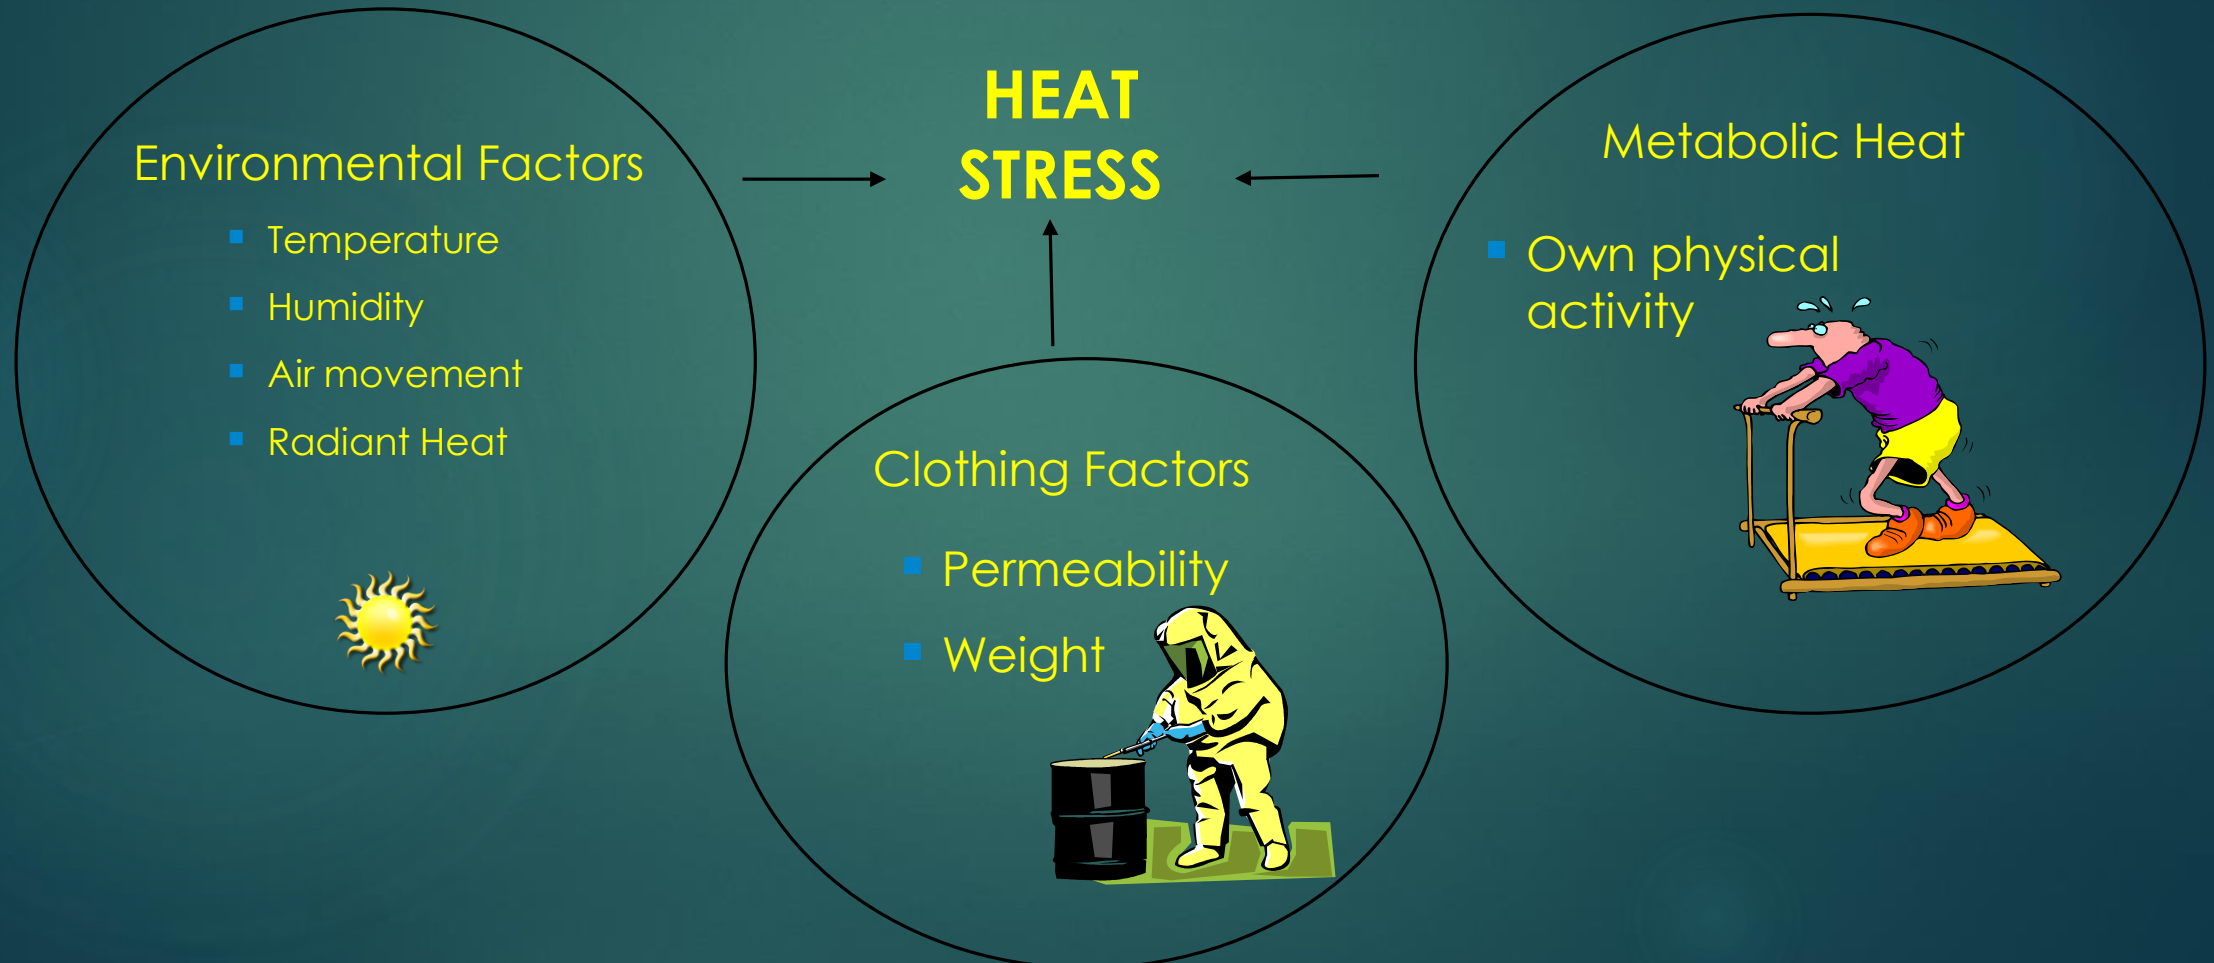 HEAT
STRESS
Environmental Factors
Temperature
Humidity
Air movement
Radiant Heat
Clothing Factors
Permeability
Weight
Metabolic Heat
Own physical
activity